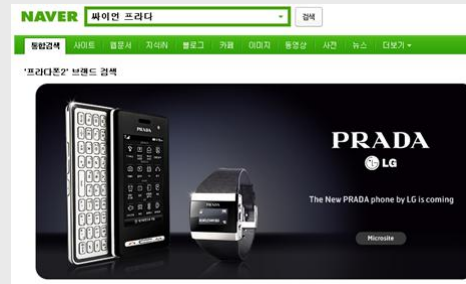 NAVER 싸이언 프라다 검색
통합검색 사이트 웹문서 지식iN 블로그 카페 이미지 동영상 사전 뉴스 더보기
'프라다폰2' 브랜드 검색
PRADA
LG
The New PRADA phone by LG is coming
Microsite
PRADA